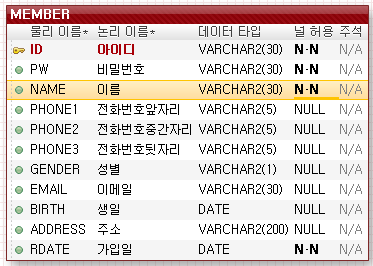 MEMBER
물리 이름* 논리 이름* 데이터 타입 널 허용 주석
ID 아이디 VARCHAR2(30) N-N N/A
PW 비밀번호 VARCHAR2(30) N-N N/A
NAME 이름 VARCHAR2(30) N-N N/A
PHONE1 전화번호앞자리 VARCHAR2(5) NULL N/A
PHONE2 전화번호중간자리 VARCHAR2(5) NULL N/A
PHONE3 전화번호뒷자리 VARCHAR2(5) NULL N/A
GENDER 성별 VARCHAR2(1) NULL N/A
EMAIL 이메일 VARCHAR2(30) NULL N/A
BIRTH 생일 DATE NULL N/A
ADDRESS 주소 VARCHAR2(200) NULL N/A
RDATE 가입일 DATE N-N N/A